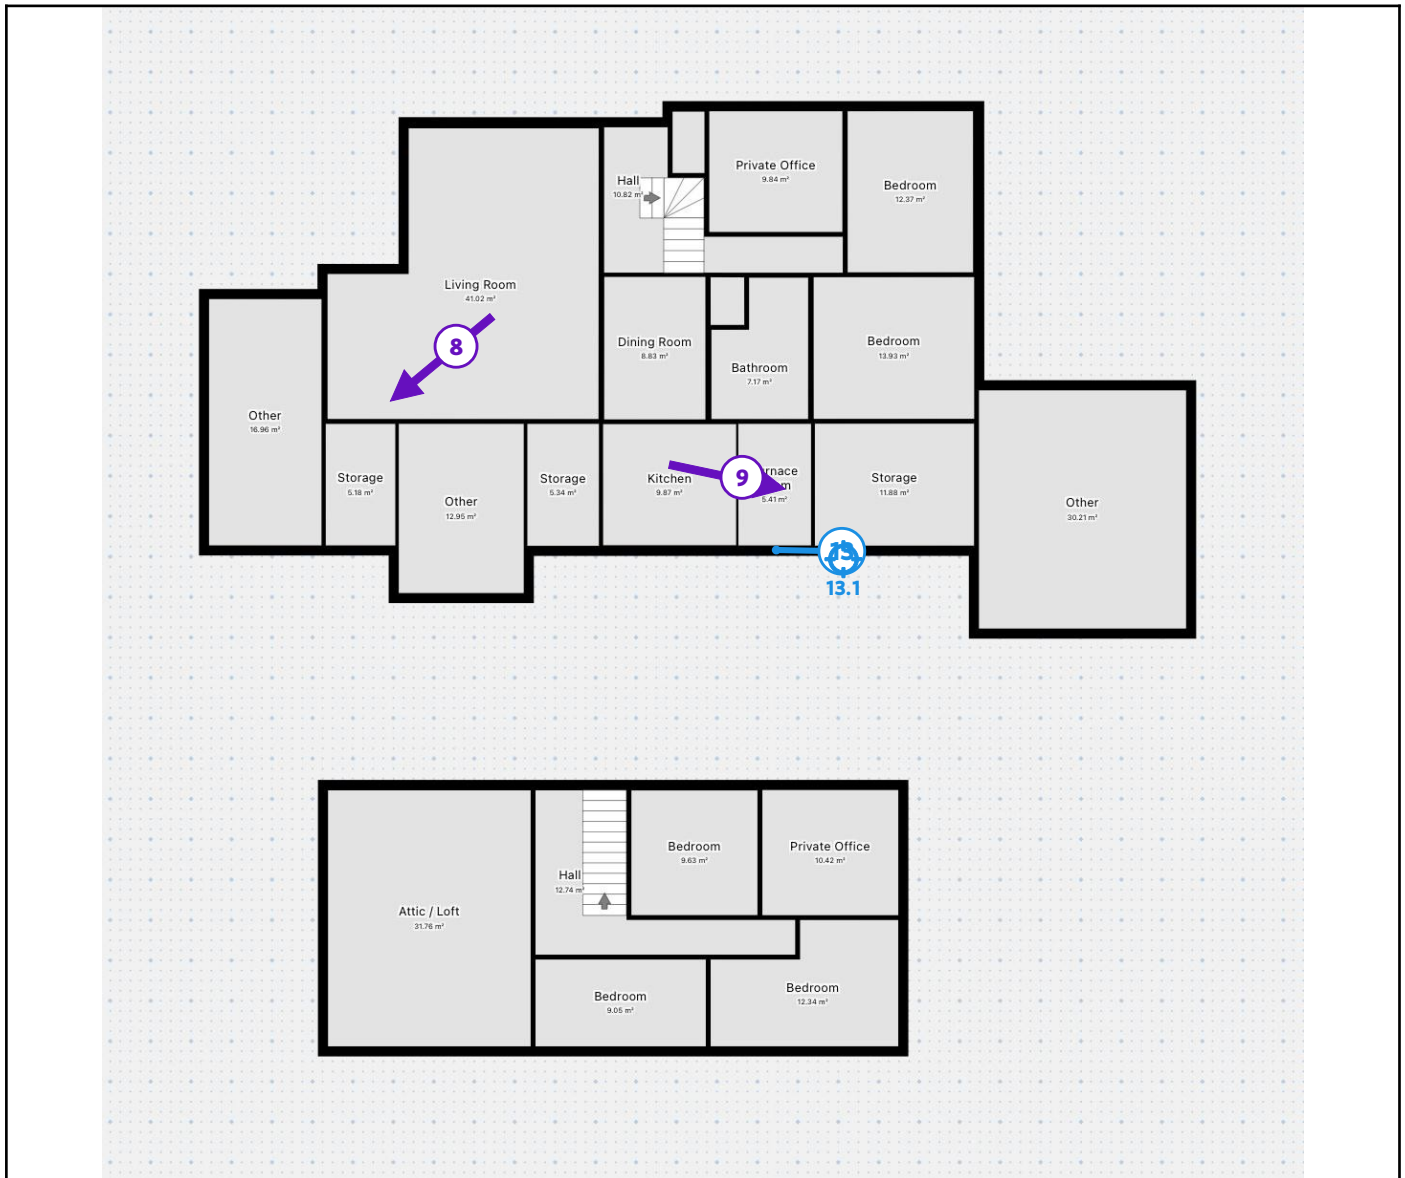 Private Office
9.84 m²
Hall
10.82 m²
Bedroom
12.37 m²
Living Room
41.02 m²
Dining Room
8.83 m²
Bedroom
13.93 m²
8
Bathroom
7.17 m²
Other
16.96 m²
Storage
5.18 m²
Other
12.95 m²
Storage
5.34 m²
Kitchen
9.87 m²
9
5.41 m²
Storage
11.88 m²
Other
30.21 m²
13.1
Bedroom
9.63 m²
Private Office
10.42 m²
Hall
12.74 m²
Attic / Loft
31.76 m²
Bedroom
9.05 m²
Bedroom
12.34 m²